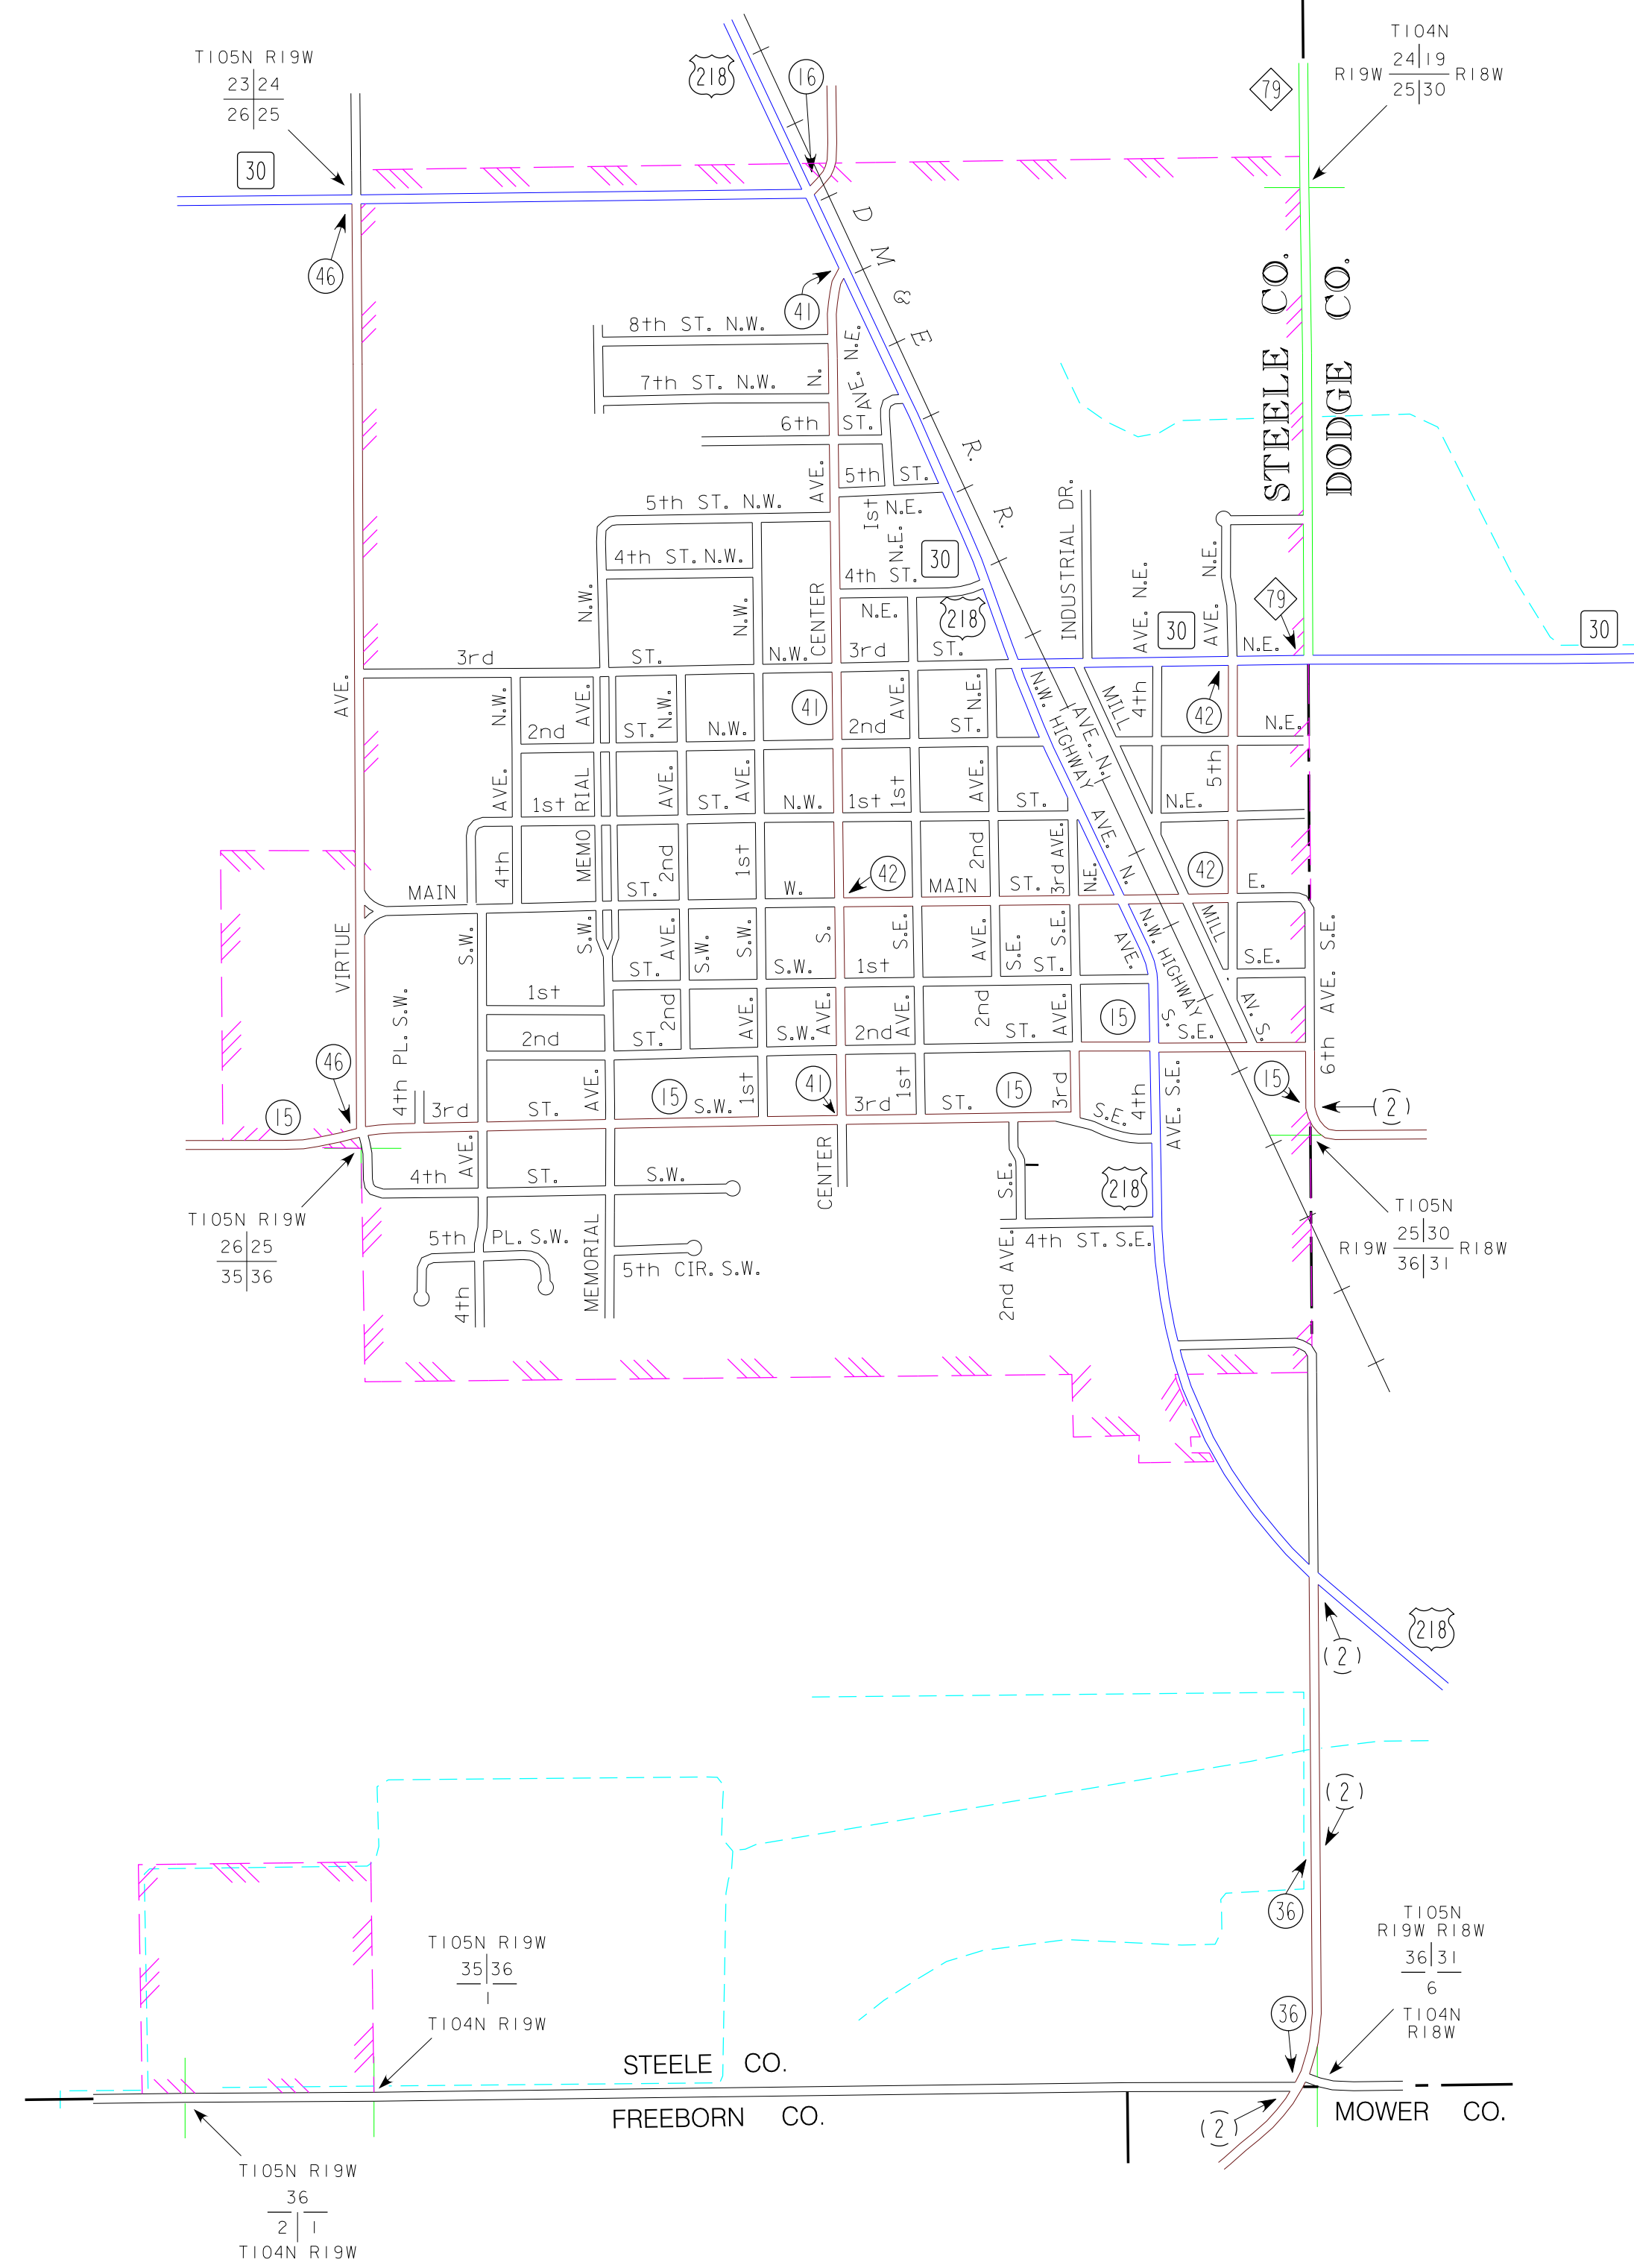 T105N R19W
23 24
26 25
218
16
79
T104N
24 19
R19W R18W
25 30
30
46
41
D M & E R. R.
STEELE CO.
DODGE CO.
8th ST. N.W.
AVE. N.E.
7th ST. N.W. N.
6th ST.
5th ST.
AVE.
5th ST. N.W.
1st N.E.
N.E.
INDUSTRIAL DR.
4th ST. N.W.
30
4th ST.
AVE. N.E.
AVE. N.E.
79
N.W.
N.W.
CENTER
N.E.
218
30
N.E.
30
3rd ST. N.W. 3rd ST.
AVE.
N.W.
AVE.
N.W.
41
AVE.
N.E.
N.W. HIGHWAY AVE. N.
MILL AVE. N.
4th
42
2nd ST. N.W. 2nd ST. N.E.
AVE.
RIAL
AVE.
AVE.
1st
AVE.
5th
1st ST. N.W. 1st ST. N.E.
4th
MEMO
2nd
1st
2nd
3rd AVE.
N.E.
42
42
MAIN ST. W. MAIN ST. E.
VIRTUE
S.W.
S.W.
AVE.
S.W.
S.W.
S.
S.E.
AVE.
S.E.
S.E.
AVE.
N.W. HIGHWAY S.
MILL AV. S.
6th AVE. S.E.
ST. S.W. 1st ST. S.E.
1st
4th PL. S.W.
2nd
AVE.
AVE.
AVE.
2nd
AVE.
15
2nd ST. S.W. 2nd ST. S.E.
46
15
AVE.
15
1st
41
1st
15
3rd
4th
AVE. S.E.
15
(2)
3rd ST. S.W. 3rd ST. S.E.
AVE.
4th ST. S.W.
CENTER
S.E.
218
T105N R19W
26 25
35 36
5th PL. S.W.
4th
MEMORIAL
5th CIR. S.W.
2nd AVE.
4th ST. S.E.
T105N
25 30
R19W R18W
36 31
218
(2)
(2)
36
T105N
R19W R18W
36 31
6
T104N
R18W
T105N R19W
35 36
1
T104N R19W
36
STEELE CO.
FREEBORN CO.
MOWER CO.
(2)
T105N R19W
36
2 1
T104N R19W